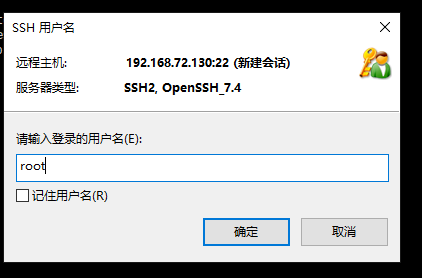 SSH 用户名
远程主机: 192.168.72.130:22 (新建会话)
服务器类型: SSH2, OpenSSH_7.4
请输入登录的用户名(E):
root
记住用户名(R)
确定 取消